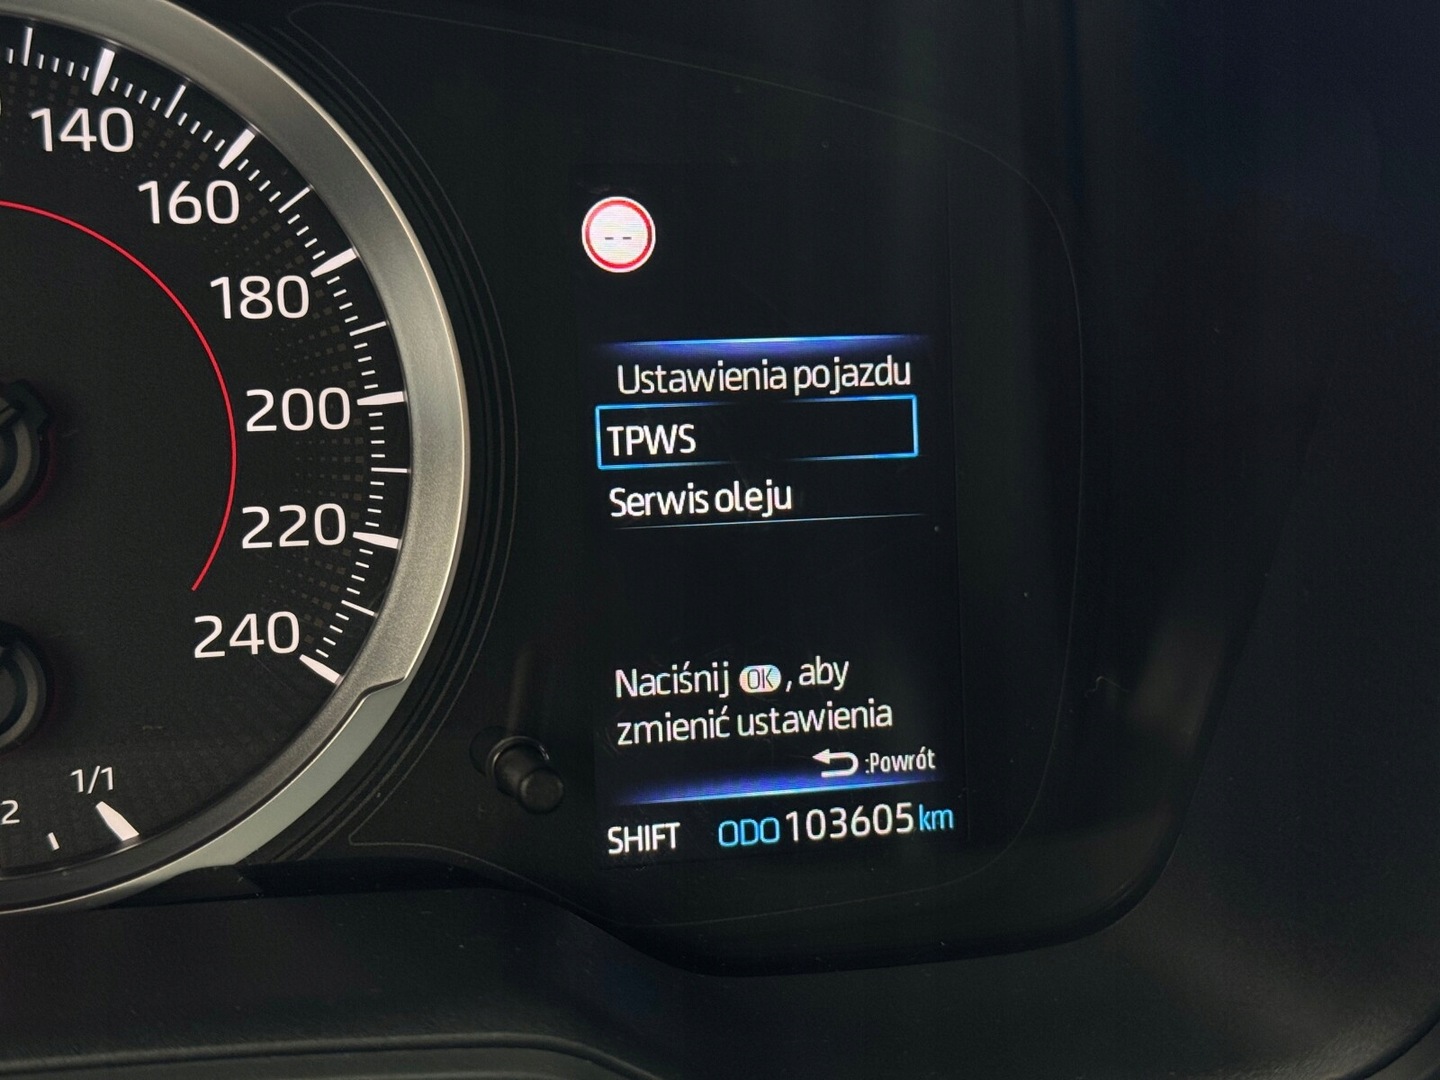 140
160
180
200
220
240
1/1
2
--
Ustawienia pojazdu
TPWS
Serwis oleju
Naciśnij OK, aby
zmienić ustawienia
:Powrót
SHIFT ODO 103605 km